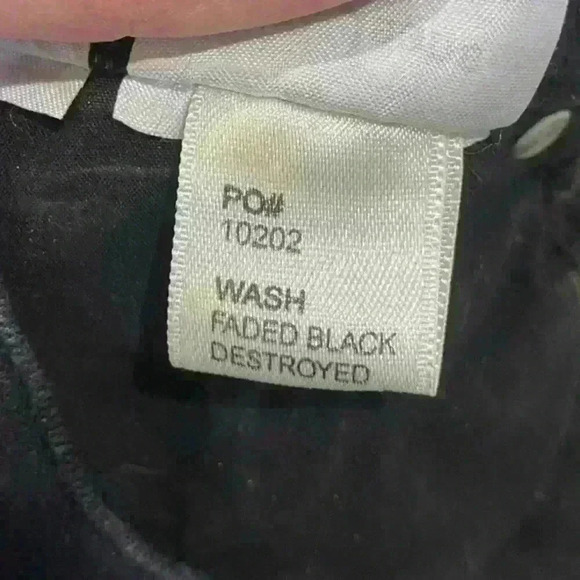 PO#
10202
WASH
FADED BLACK
DESTROYED